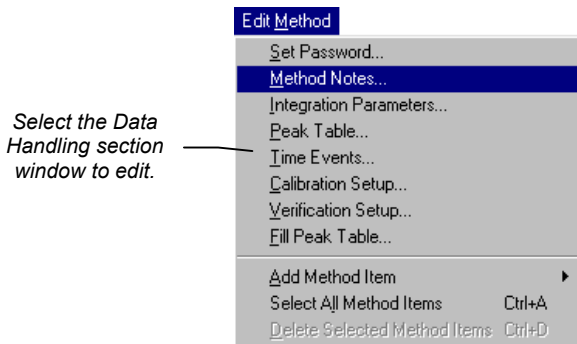 Edit Method
Set Password...
Method Notes...
Integration Parameters...
Peak Table...
Select the Data
Handling section
window to edit.
Time Events...
Calibration Setup...
Verification Setup...
Fill Peak Table...
Add Method Item
Select All Method Items Ctrl+A
Delete Selected Method Items Ctrl+D